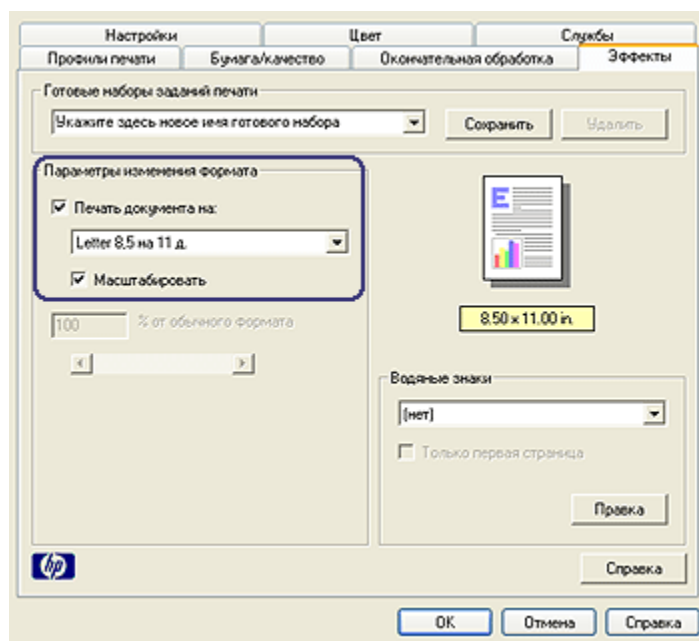 Настройки
Цвет
Службы
Профили печати
Бумага/качество
Окончательная обработка
Эффекты
Готовые наборы заданий печати
Укажите здесь новое имя готового набора
Сохранить
Удалить
Параметры изменения формата
Печать документа на:
Letter 8,5 на 11 д.
Масштабировать
100
% от обычного формата
E
8.50 x 11.00 in.
Водяные знаки
(нет)
Только первая страница
Правка
hp
Справка
OK
Отмена
Справка